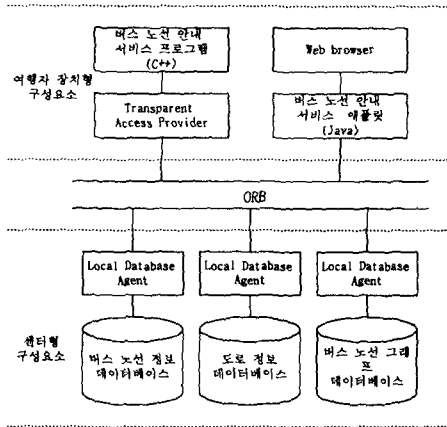 버스 노선 안내
서비스 프로그램
(C++)
Web browser
여행자 장치형
구성요소
Transparent
Access Provider
버스 노선 안내
서비스 애플릿
(Java)
ORB
Local Database
Agent
Local Database
Agent
Local Database
Agent
센터형
구성요소
버스 노선 정보
데이터베이스
도로 정보
데이터베이스
버스 노선 그래
프
데이터베이스